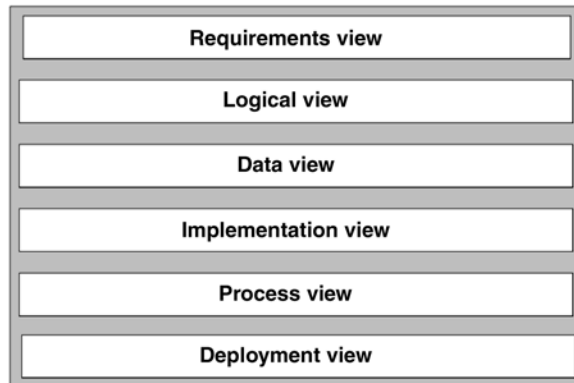 Requirements view
Logical view
Data view
Implementation view
Process view
Deployment view